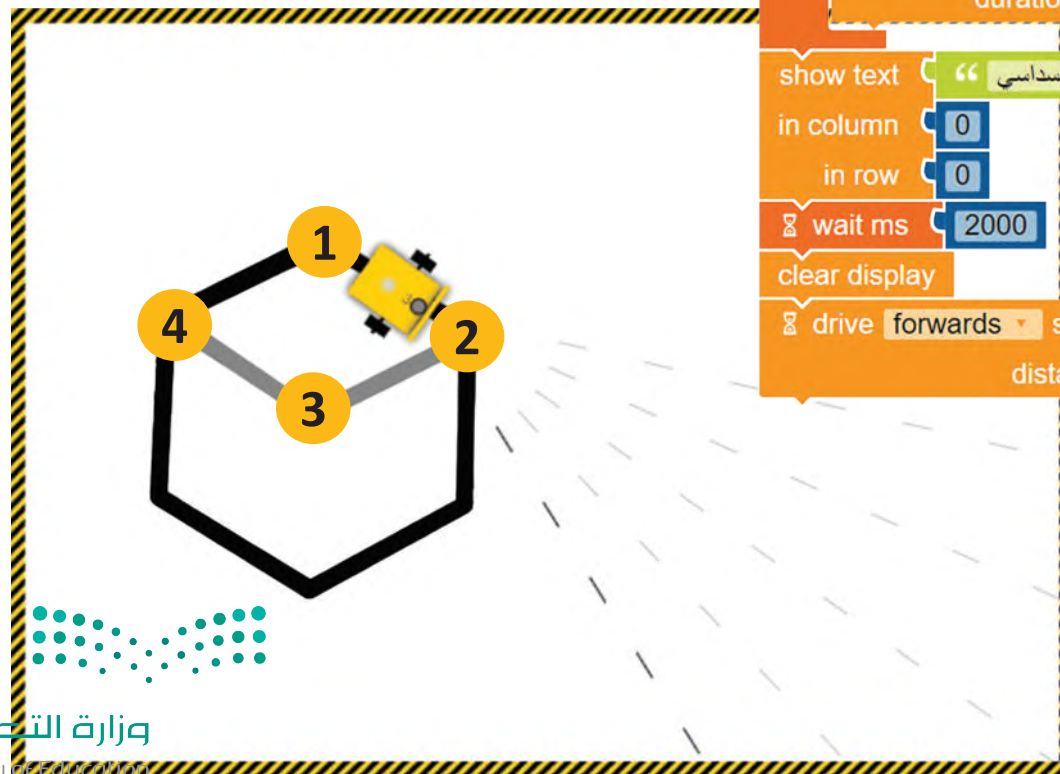 show text “ سداسي
in column 0
in row 0
wait ms 2000
clear display
drive forwards
1
2
3
4
وزارة